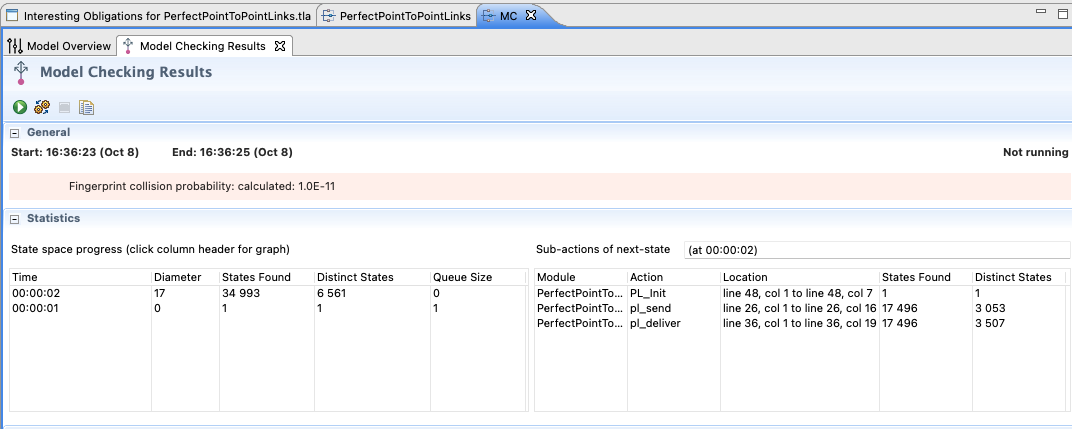 Interesting Obligations for PerfectPointToPointLinks.tla PerfectPointToPointLinks MC
Model Overview Model Checking Results
Model Checking Results
General
Start: 16:36:23 (Oct 8) End: 16:36:25 (Oct 8) Not running
Fingerprint collision probability: calculated: 1.0E-11
Statistics
State space progress (click column header for graph) Sub-actions of next-state (at 00:00:02)
Time Diameter States Found Distinct States Queue Size Module Action Location States Found Distinct States
00:00:02 17 34 993 6 561 0 PerfectPointTo... PL_Init line 48, col 1 to line 48, col 7 1 1
00:00:01 0 1 1 1 PerfectPointTo... pl_send line 26, col 1 to line 26, col 16 17 496 3 053
PerfectPointTo... pl_deliver line 36, col 1 to line 36, col 19 17 496 3 507